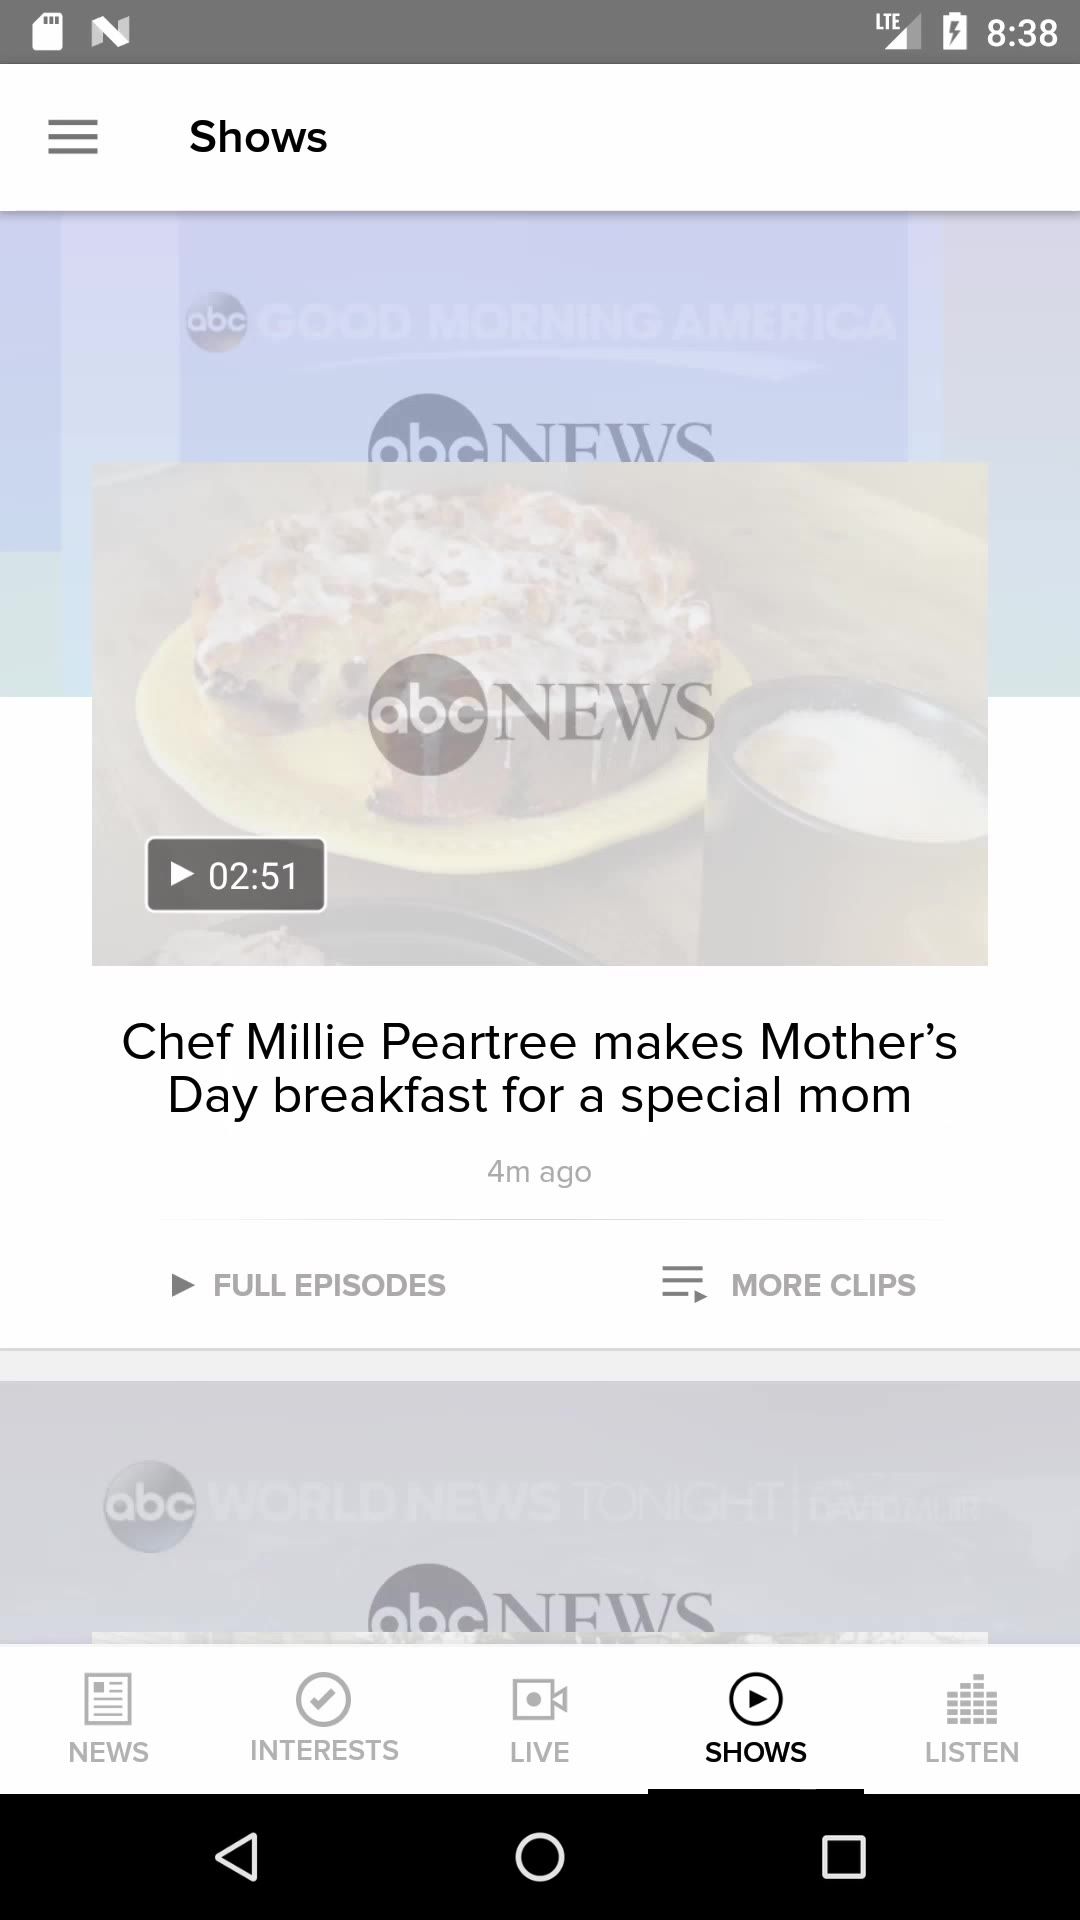 LTE 8:38
Shows
abc GOOD MORNING AMERICA
abc NEWS
abc NEWS
02:51
Chef Millie Peartree makes Mother’s
Day breakfast for a special mom
4m ago
FULL EPISODES MORE CLIPS
abc WORLD NEWS TONIGHT DAVID MUIR
abc NEWS
NEWS INTERESTS LIVE SHOWS LISTEN